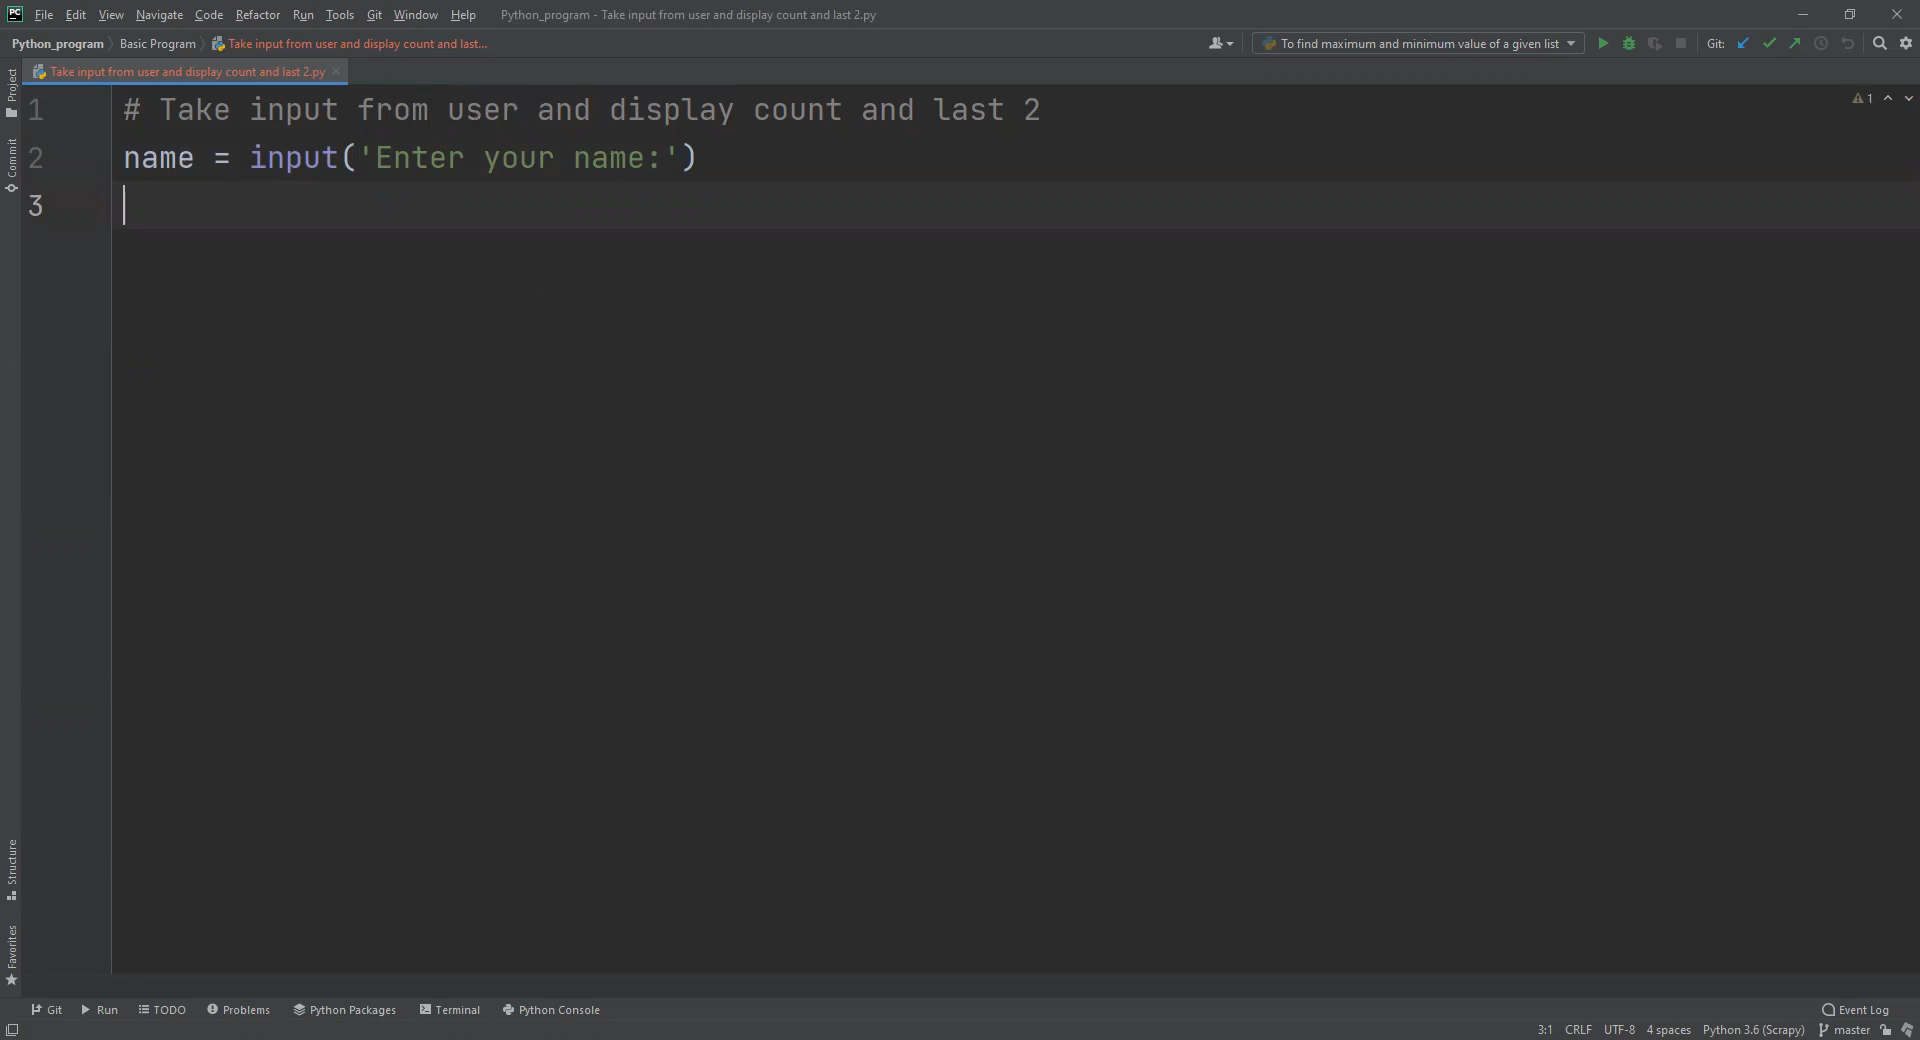 PC File Edit View Navigate Code Refactor Run Tools Git Window Help Python_program - Take input from user and display count and last 2.py
Python_program Basic Program Take input from user and display count and last... To find maximum and minimum value of a given list Git:
Take input from user and display count and last 2.py
Project
Commit
1 # Take input from user and display count and last 2
2 name = input('Enter your name:')
3
1
Structure
Favorites
Git Run TODO Problems Python Packages Terminal Python Console Event Log
3:1 CRLF UTF-8 4 spaces Python 3.6 (Scrapy) master